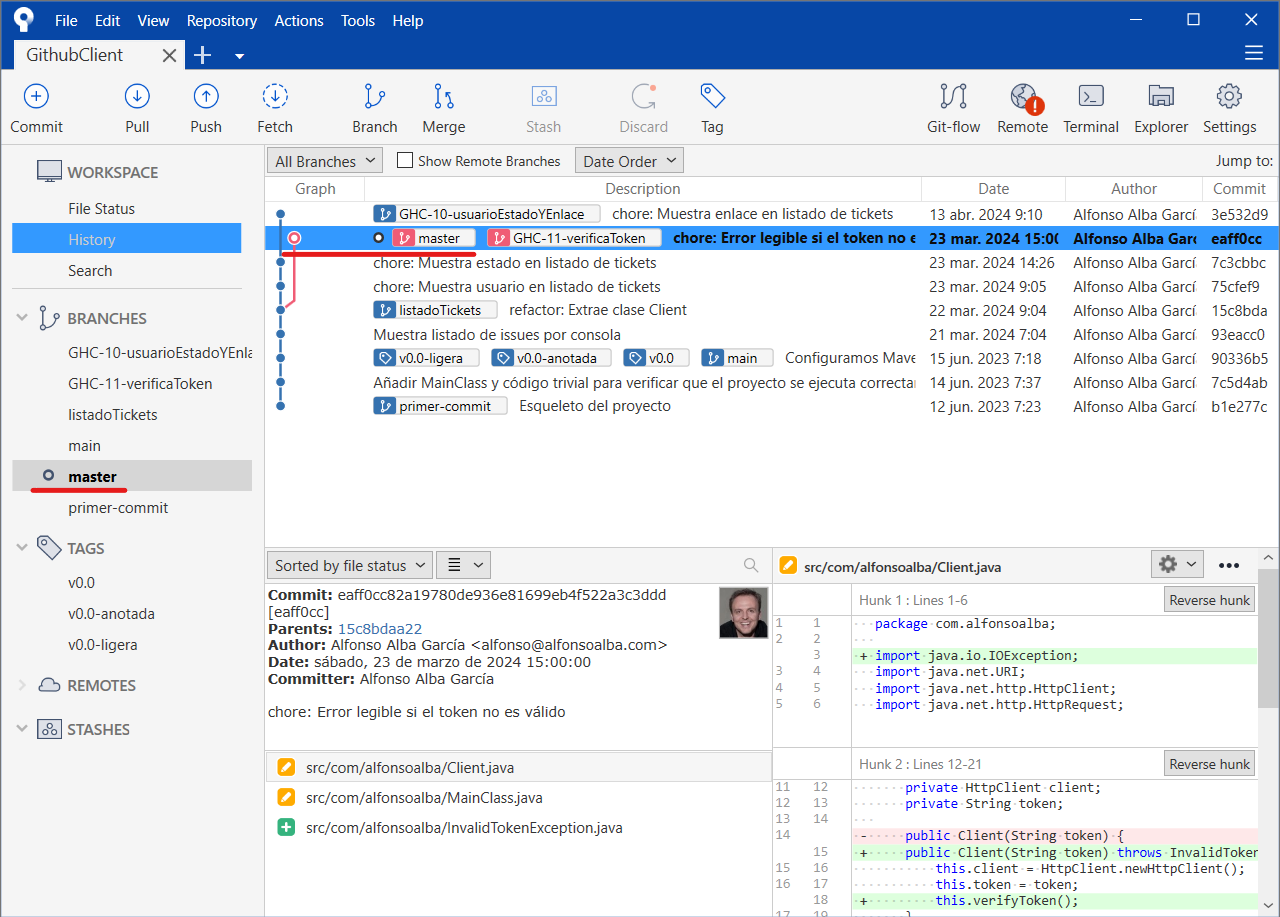 File Edit View Repository Actions Tools Help
GithubClient
Commit Pull Push Fetch Branch Merge Stash Discard Tag Git-flow Remote Terminal Explorer Settings
WORKSPACE
File Status
History
Search
BRANCHES
GHC-10-usuarioEstadoYEnla
GHC-11-verificaToken
listadoTickets
main
master
primer-commit
TAGS
v0.0
v0.0-anotada
v0.0-ligera
REMOTES
STASHES
All Branches Show Remote Branches Date Order Jump to:
Graph Description Date Author Commit
GHC-10-usuarioEstadoYEnlace chore: Muestra enlace en listado de tickets 13 abr. 2024 9:10 Alfonso Alba Garcí 3e532d9
master GHC-11-verificaToken chore: Error legible si el token no e 23 mar. 2024 15:00 Alfonso Alba Garc eaff0cc
chore: Muestra estado en listado de tickets 23 mar. 2024 14:26 Alfonso Alba Garcí 7c3cbbc
chore: Muestra usuario en listado de tickets 23 mar. 2024 9:05 Alfonso Alba Garcí 75cfef9
listadoTickets refactor: Extrae clase Client 22 mar. 2024 9:04 Alfonso Alba Garcí 15c8bda
Muestra listado de issues por consola 21 mar. 2024 7:04 Alfonso Alba Garcí 93eacc0
v0.0-ligera v0.0-anotada v0.0 main Configuramos Mave 15 jun. 2023 7:18 Alfonso Alba Garcí 90336b5
Añadir MainClass y código trivial para verificar que el proyecto se ejecuta correctar 14 jun. 2023 7:37 Alfonso Alba Garcí 7c5d4ab
primer-commit Esqueleto del proyecto 12 jun. 2023 7:23 Alfonso Alba Garcí b1e277c
Sorted by file status
Commit: eaff0cc82a19780de936e81699eb4f522a3c3ddd
[eaff0cc]
Parents: 15c8bdaa22
Author: Alfonso Alba García <alfonso@alfonsoalba.com>
Date: sábado, 23 de marzo de 2024 15:00:00
Committer: Alfonso Alba García
chore: Error legible si el token no es válido
src/com/alfonsoalba/Client.java
src/com/alfonsoalba/MainClass.java
src/com/alfonsoalba/InvalidTokenException.java
src/com/alfonsoalba/Client.java
Hunk 1 : Lines 1-6 Reverse hunk
1 1 package com.alfonsoalba;
2 2
3 + import java.io.IOException;
3 4 import java.net.URI;
4 5 import java.net.http.HttpClient;
5 6 import java.net.http.HttpRequest;
Hunk 2 : Lines 12-21 Reverse hunk
11 12 private HttpClient client;
12 13 private String token;
13 14
14 - public Client(String token) {
15 + public Client(String token) throws InvalidToken
15 16 this.client = HttpClient.newHttpClient();
16 17 this.token = token;
18 + this.verifyToken();
17 19 }